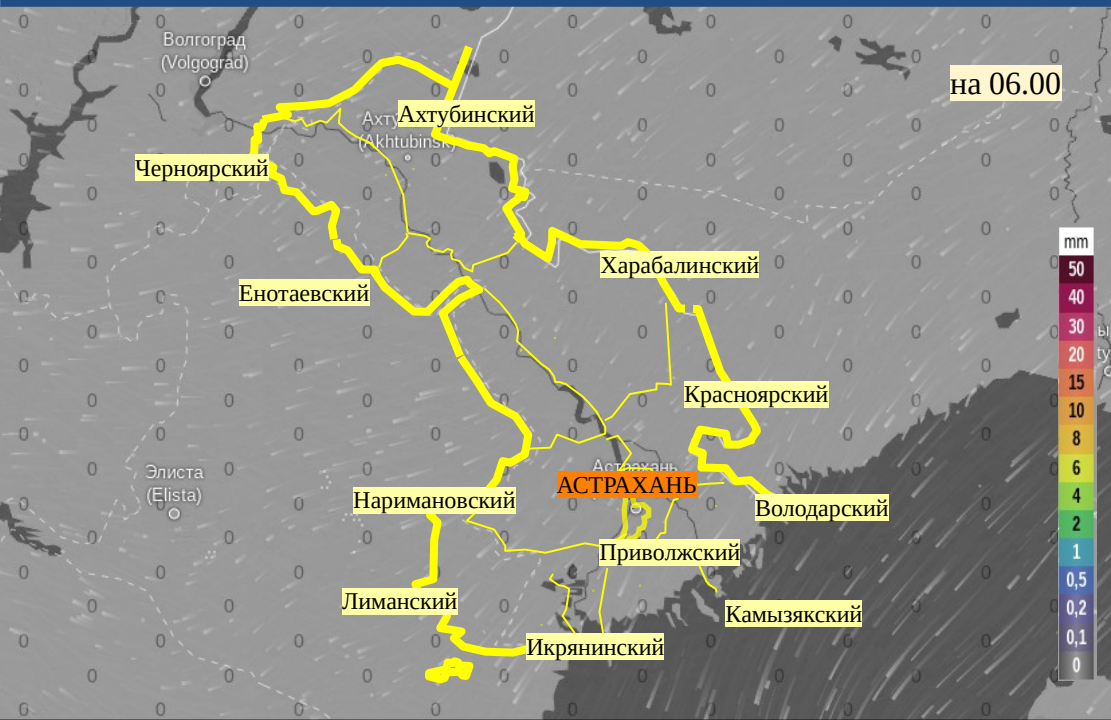 Волгоград
(Volgograd)
на 06.00
Ахтубинский
(Akhtubinsk)
Черноярский
Харабалинский
Енотаевский
Красноярский
Элиста
(Elista)
Астрахань
АСТРАХАНЬ
Наримановский
Володарский
Приволжский
Лиманский
Камызякский
Икрянинский
mm
50
40
30
20
15
10
8
6
4
2
1
0,5
0,2
0,1
0